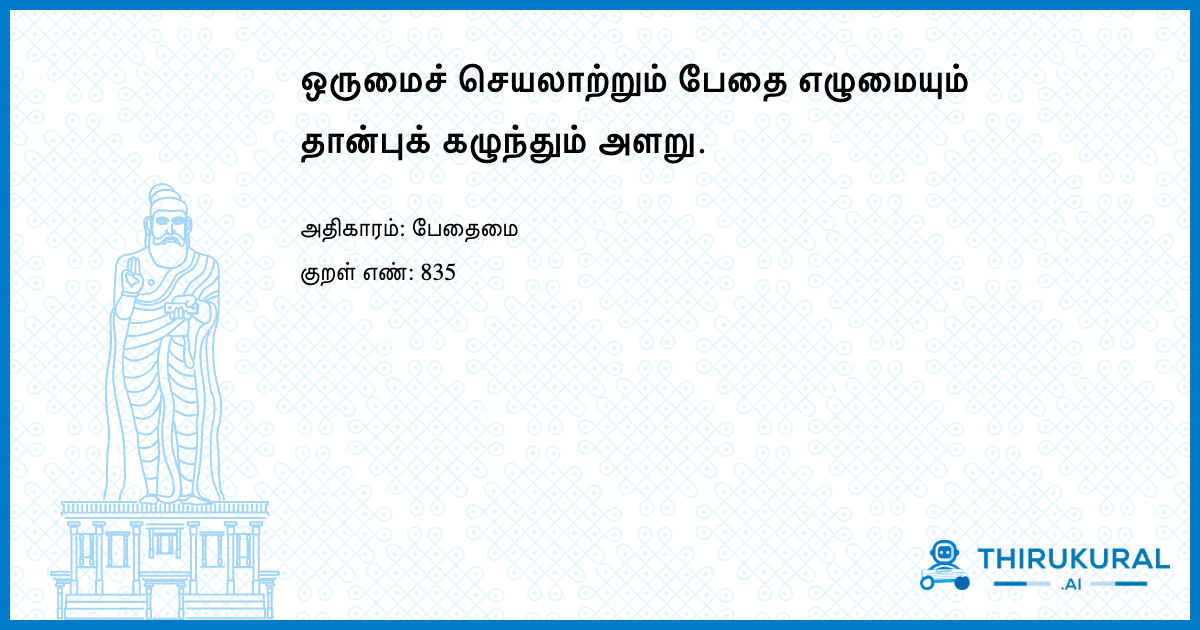 ஒருமைச் செயலாற்றும் பேதை எழுமையும்
தான்புக் கழுந்தும் அளறு.
அதிகாரம்: பேதைமை
குறள் எண்: 835
THIRUKURAL
.AI